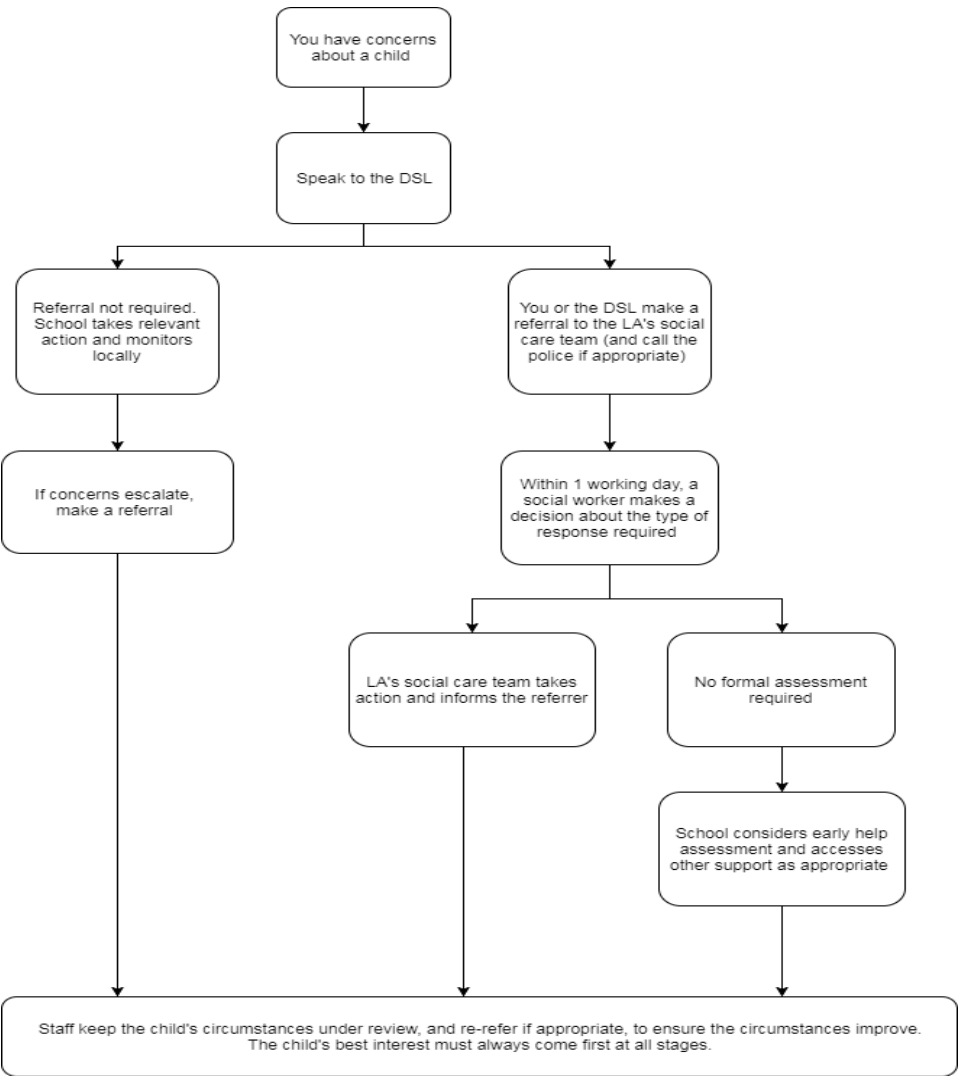 You have concerns
about a child
Speak to the DSL
Referral not required.
School takes relevant
action and monitors
locally
You or the DSL make a
referral to the LA's social
care team (and call the
police if appropriate)
If concerns escalate,
make a referral
Within 1 working day, a
social worker makes a
decision about the type of
response required
LA's social care team takes
action and informs the referrer
No formal assessment
required
School considers early help
assessment and accesses
other support as appropriate
Staff keep the child's circumstances under review, and re-refer if appropriate, to ensure the circumstances improve.
The child's best interest must always come first at all stages.